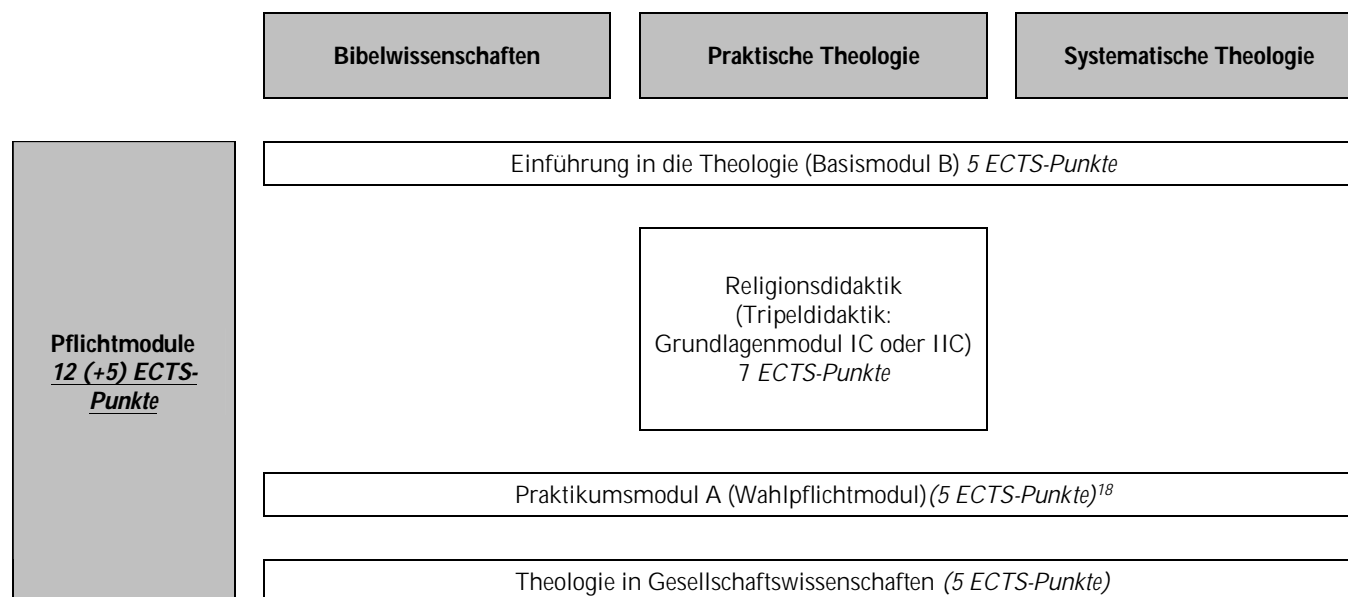 Bibelwissenschaften
Praktische Theologie
Systematische Theologie
Einführung in die Theologie (Basismodul B) 5 ECTS-Punkte
Religionsdidaktik
(Tripeldidaktik:
Grundlagenmodul IC oder IIC)
7 ECTS-Punkte
Pflichtmodule
12 (+5) ECTS-
Punkte
Praktikumsmodul A (Wahlpflichtmodul) (5 ECTS-Punkte)18
Theologie in Gesellschaftswissenschaften (5 ECTS-Punkte)